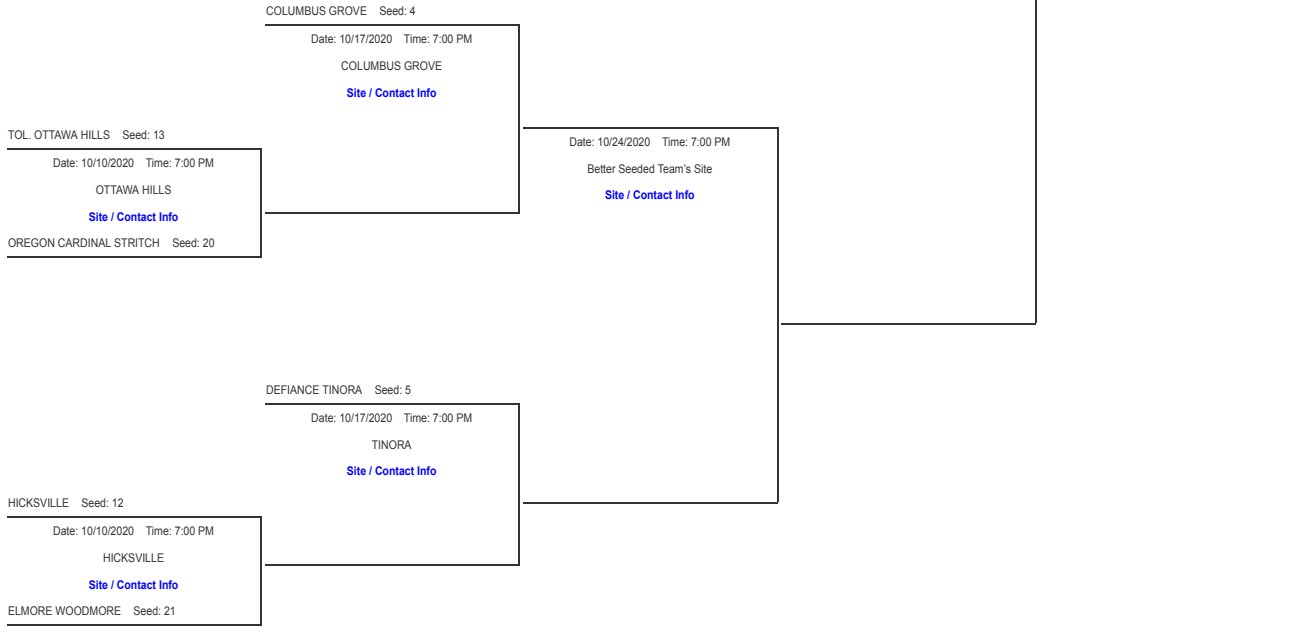 COLUMBUS GROVE Seed: 4
Date: 10/17/2020 Time: 7:00 PM
COLUMBUS GROVE
Site / Contact Info
TOL. OTTAWA HILLS Seed: 13
Date: 10/10/2020 Time: 7:00 PM
OTTAWA HILLS
Site / Contact Info
OREGON CARDINAL STRITCH Seed: 20
Date: 10/24/2020 Time: 7:00 PM
Better Seeded Team's Site
Site / Contact Info
DEFIANCE TINORA Seed: 5
Date: 10/17/2020 Time: 7:00 PM
TINORA
Site / Contact Info
HICKSVILLE Seed: 12
Date: 10/10/2020 Time: 7:00 PM
HICKSVILLE
Site / Contact Info
ELMORE WOODMORE Seed: 21